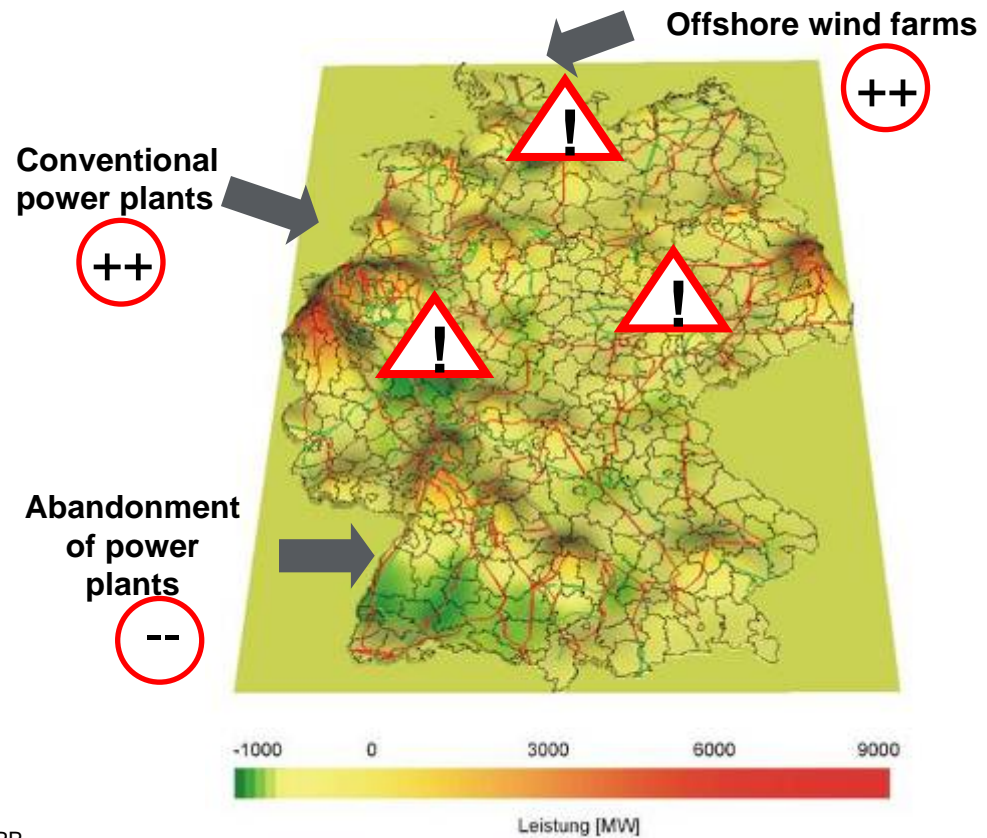 Offshore wind farms
++
!
Conventional
power plants
++
!
!
Abandonment
of power
plants
--
-1000 0 3000 6000 9000
Leistung [MW]